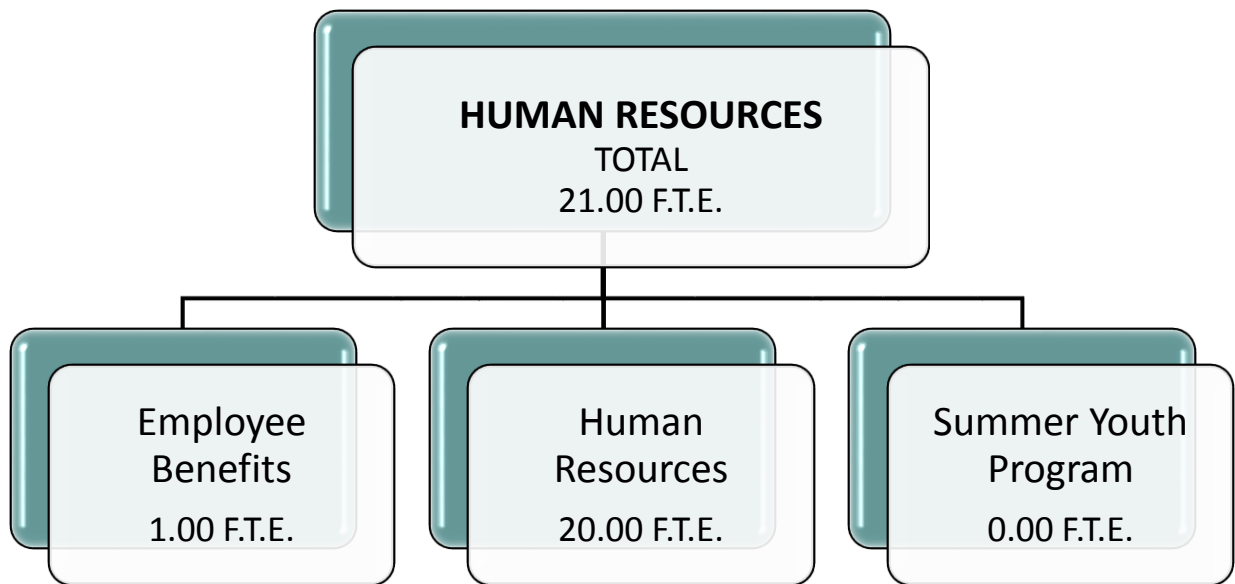 HUMAN RESOURCES
TOTAL
21.00 F.T.E.
Employee
Benefits
1.00 F.T.E.
Human
Resources
20.00 F.T.E.
Summer Youth
Program
0.00 F.T.E.